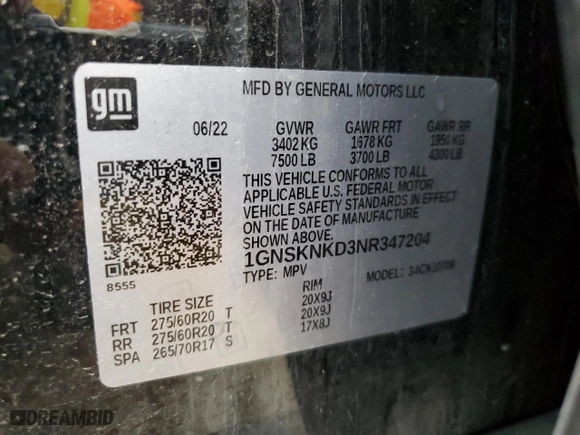 gm
MFD BY GENERAL MOTORS LLC
06/22 GVWR GAWR FRT GAWR RR
3402 KG 1678 KG 1950 KG
7500 LB 3700 LB 4300 LB
THIS VEHICLE CONFORMS TO ALL
APPLICABLE U.S. FEDERAL MOTOR
VEHICLE SAFETY STANDARDS IN EFFECT
ON THE DATE OF MANUFACTURE
SHOWN ABOVE.
1GNSKNKD3NR347204
TYPE: MPV MODEL: 34CK10706
8555
TIRE SIZE RIM
FRT 275/60R20 T 20X9J
RR 275/60R20 T 20X9J
SPA 265/70R17 S 17X8J
DREAMBID